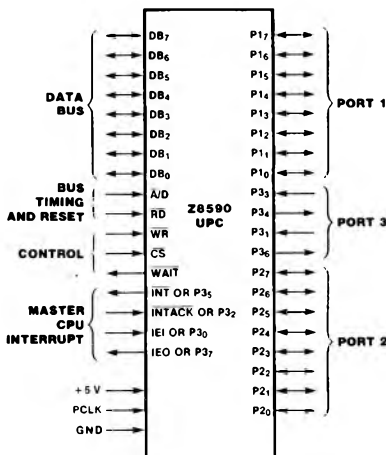 DATA
BUS
BUS
TIMING
AND RESET
CONTROL
MASTER
CPU
INTERRUPT
+5 V
PCLK
GND
DB7
DB6
DB5
DB4
DB3
DB2
DB1
DB0
A/D
RD
WR
CS
WAIT
INT OR P35
INTACK OR P32
IEI OR P30
IEO OR P37
Z8590
UPC
P17
P16
P15
P14
P13
P12
P11
P10
P33
P34
P31
P36
P27
P26
P25
P24
P23
P22
P21
P20
PORT 1
PORT 3
PORT 2